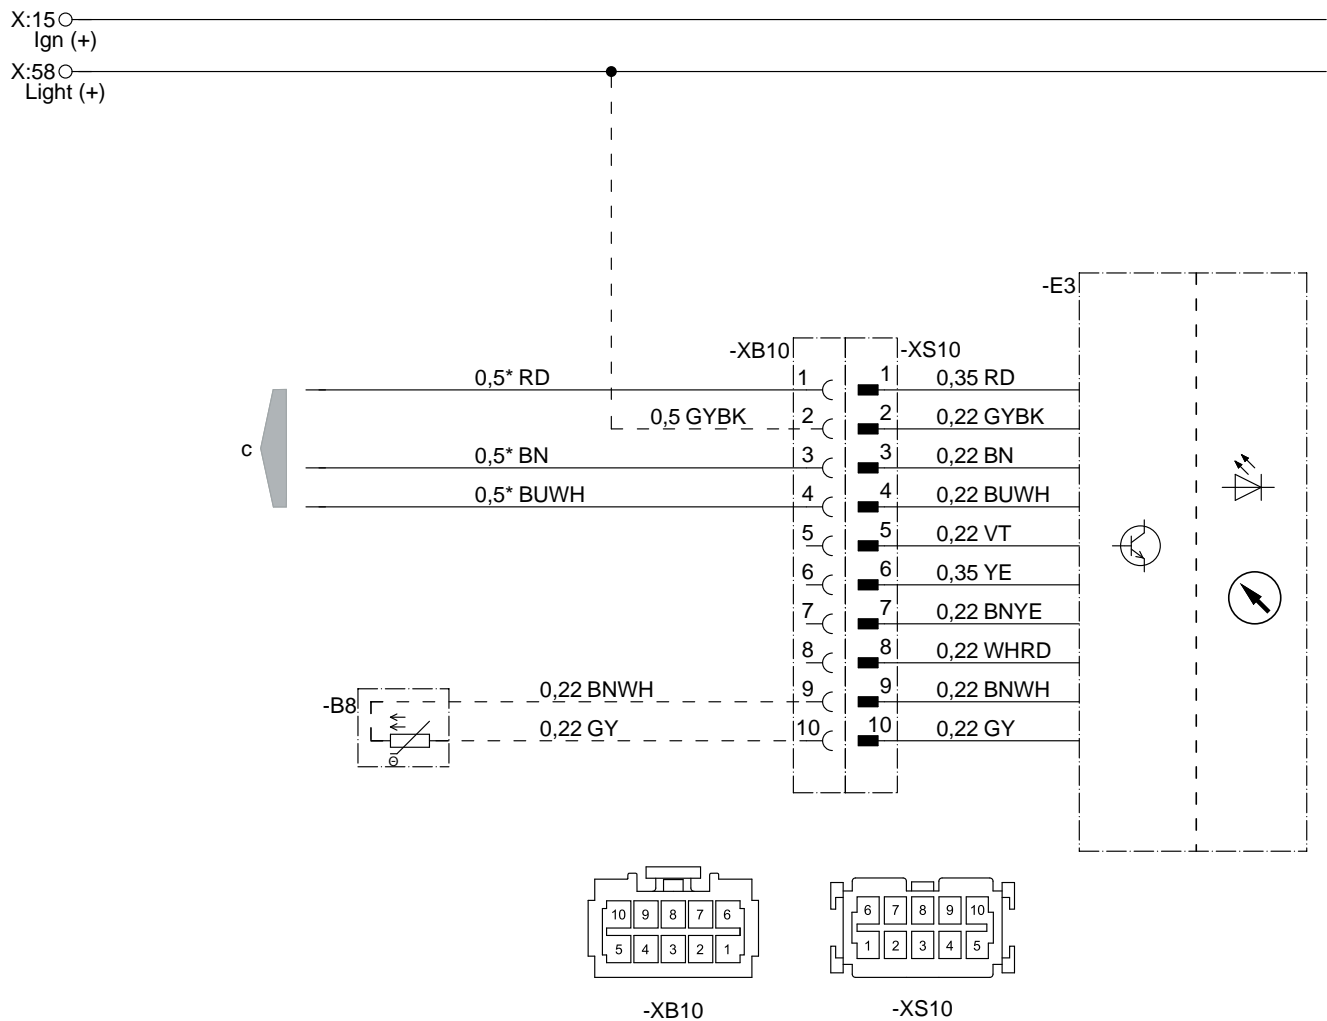 X:15
Ign (+)
X:58
Light (+)
-E3
-XB10 -XS10
0,5* RD 1 1 0,35 RD
0,5 GYBK 2 2 0,22 GYBK
c 0,5* BN 3 3 0,22 BN
0,5* BUWH 4 4 0,22 BUWH
5 5 0,22 VT
6 6 0,35 YE
7 7 0,22 BNYE
8 8 0,22 WHRD
-B8 0,22 BNWH 9 9 0,22 BNWH
0,22 GY 10 10 0,22 GY
Θ
10 9 8 7 6
5 4 3 2 1
-XB10
6 7 8 9 10
1 2 3 4 5
-XS10